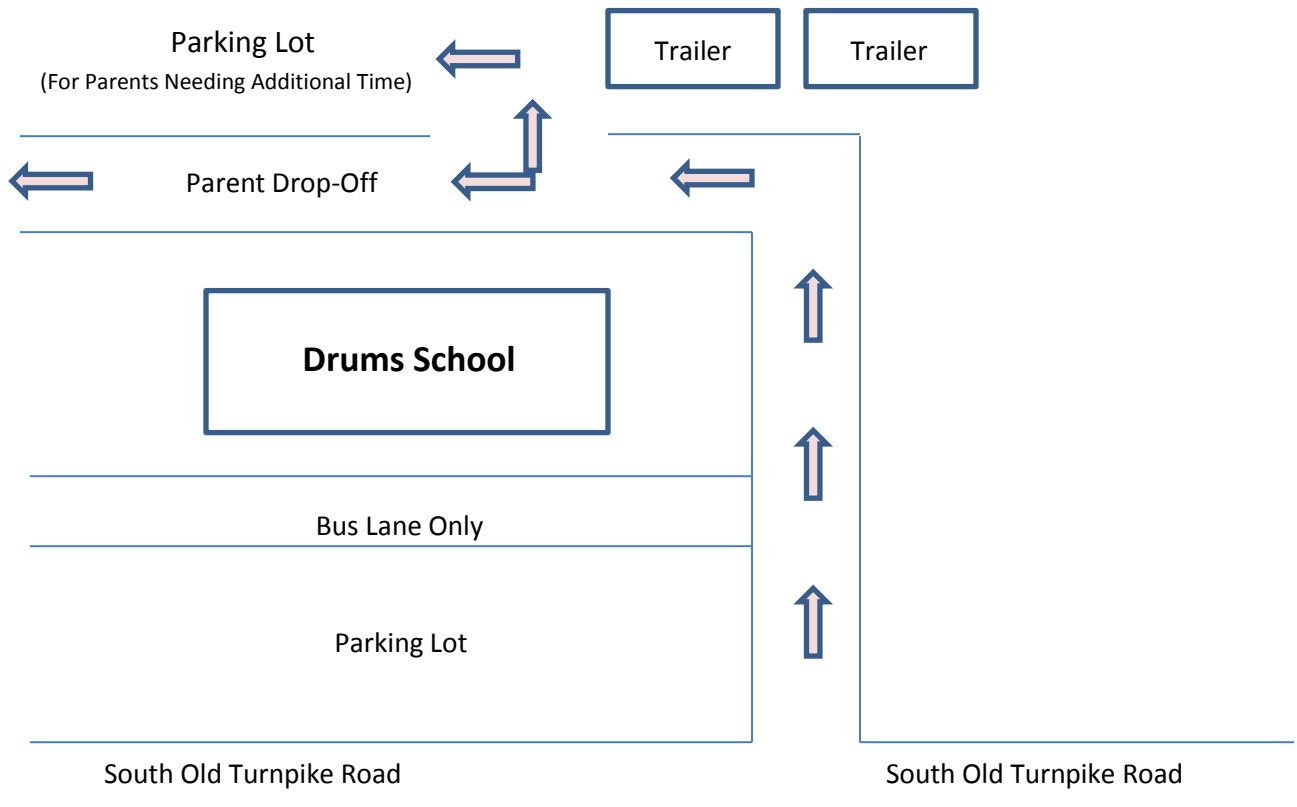 Parking Lot
(For Parents Needing Additional Time)
Trailer
Trailer
Parent Drop-Off
Drums School
Bus Lane Only
Parking Lot
South Old Turnpike Road
South Old Turnpike Road